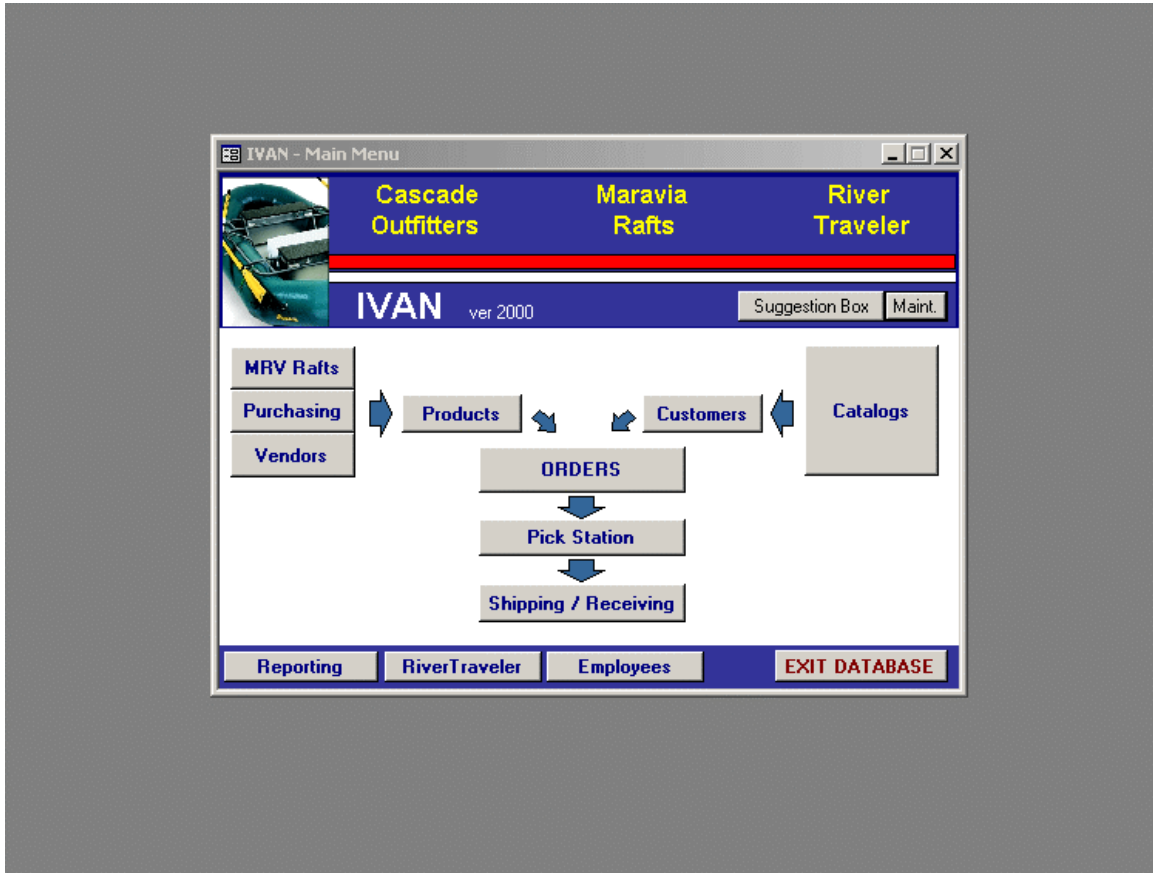 IVAN - Main Menu
Cascade Outfitters
Maravia Rafts
River Traveler
IVAN ver 2000
Suggestion Box
Maint.
MRV Rafts
Purchasing
Vendors
Products
Customers
Catalogs
ORDERS
Pick Station
Shipping / Receiving
Reporting
RiverTraveler
Employees
EXIT DATABASE